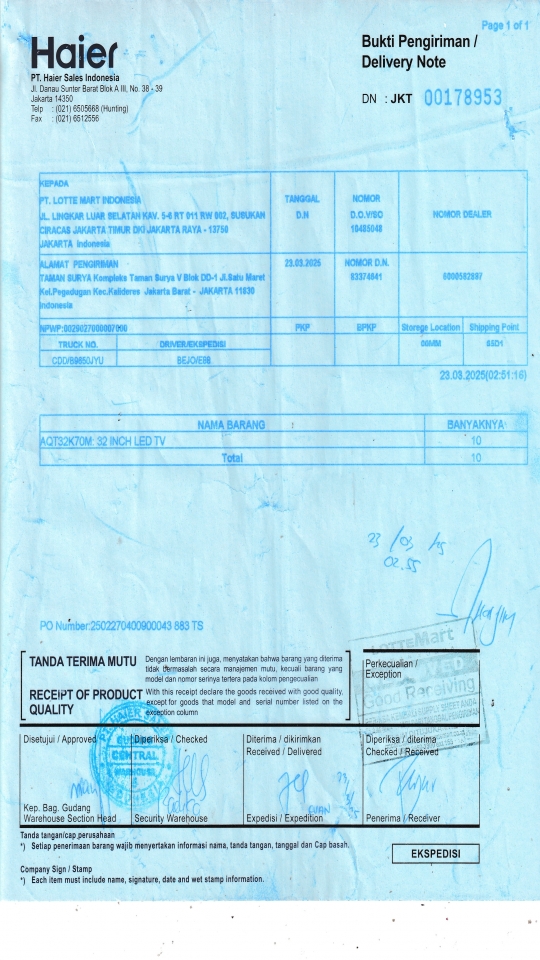 Page 1 of 1
Haier
Bukti Pengiriman /
Delivery Note
PT. Haier Sales Indonesia
Jl. Danau Sunter Barat Blok A III, No. 38 - 39
Jakarta 14350
Telp : (021) 6505668 (Hunting)
Fax : (021) 6512556
DN : JKT 00178953
KEPADA
PT. LOTTE MART INDONESIA
JL. LINGKAR LUAR SELATAN KAV. 5-6 RT 011 RW 002, SUSUKAN
CIRACAS JAKARTA TIMUR DKI JAKARTA RAYA - 13750
JAKARTA Indonesia
TANGGAL
D.N
NOMOR
D.O.V/SO
10485048
NOMOR DEALER
ALAMAT PENGIRIMAN
TAMAN SURYA Kompleks Taman Surya V Blok DD-1 Jl.Satu Maret
Kel.Pegadugan Kec.Kalideres Jakarta Barat - JAKARTA 11830
Indonesia
23.03.2025
NOMOR D.N.
83374641
NPWP:0029027000007000
PKP
BPKP
Storege Location
Shipping Point
TRUCK NO.
DRIVER/EKSPEDISI
CDD/B9650JYU
BEJO/E88
23.03.2025(02:51:16)
NAMA BARANG
BANYAKNYA
AQT32K70M: 32 INCH LED TV
10
Total
10
23/03 25
02.55
PO Number:2502270400900043 883 TS
TANDA TERIMA MUTU
Dengan lembaran ini juga, menyatakan bahwa barang yang diterima
tidak bermasalah secara manajemen mutu, kecuali barang yang
model dan nomor serinya tertera pada kolom pengecualian
RECEIPT OF PRODUCT
QUALITY
With this receipt declare the goods received with good quality,
except for goods that model and serial number listed on the
exception column
Perkecualian /
Exception
LOTTEMart
Good Receiving
Disetujui / Approved
Diperiksa / Checked
Diterima / dikirimkan
Received / Delivered
Diperiksa / diterima
Checked / Received
PT. HAIER
CENTRAL
WARHOUSE
Kep. Bag. Gudang
Warehouse Section Head
Security Warehouse
Expedisi / Expedition
Penerima / Receiver
Tanda tangan/cap perusahaan
*) Setiap penerimaan barang wajib menyertakan informasi nama, tanda tangan, tanggal dan Cap basah.
EKSPEDISI
Company Sign / Stamp
*) Each item must include name, signature, date and wet stamp information.